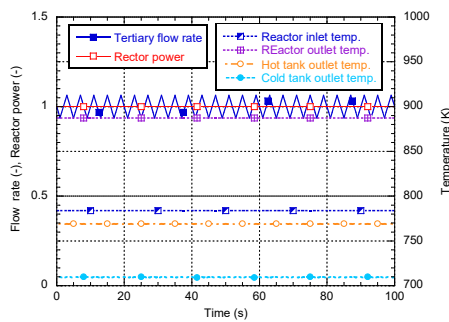 1.5
1
0.5
0
Flow rate (-), Reactor power (-)
Tertiary flow rate
Rector power
Reactor inlet temp.
REactor outlet temp.
Hot tank outlet temp.
Cold tank outlet temp.
1000
950
900
850
800
750
700
Temperature (K)
0 20 40 60 80 100
Time (s)